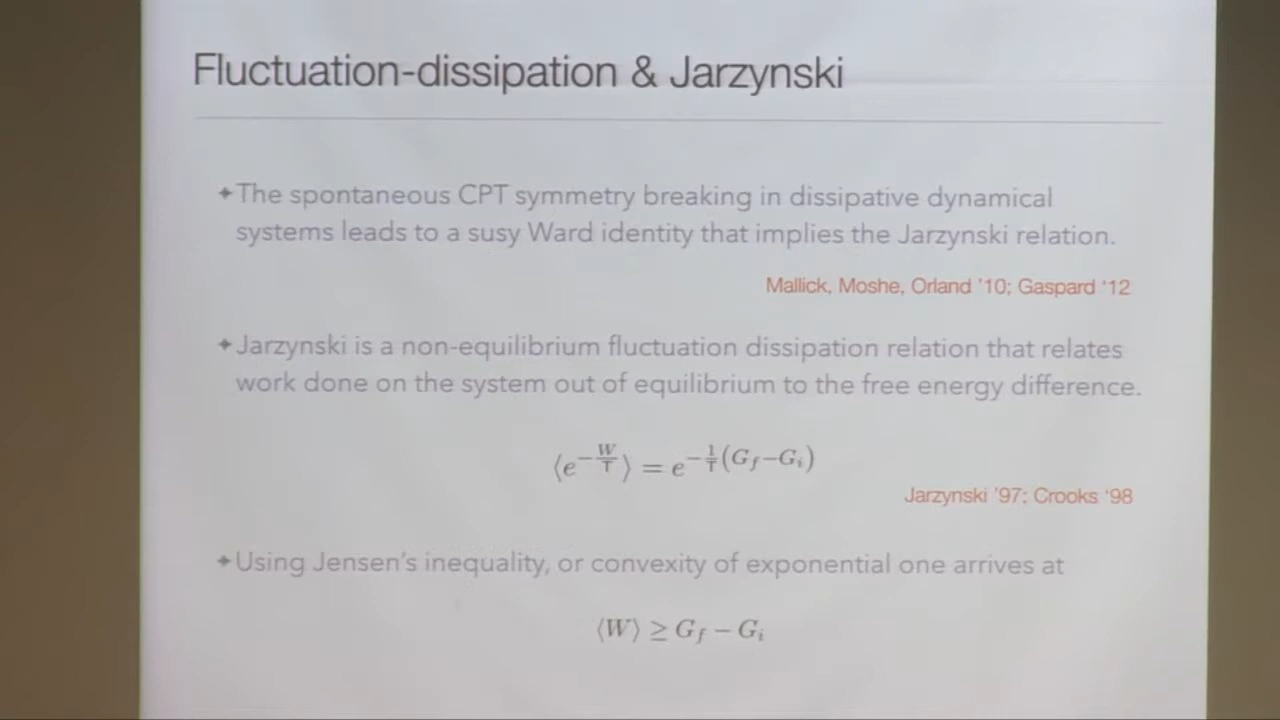 Fluctuation-dissipation & Jarzynski
✦ The spontaneous CPT symmetry breaking in dissipative dynamical
systems leads to a susy Ward identity that implies the Jarzynski relation.
Mallick, Moshe, Orland '10; Gaspard '12
✦ Jarzynski is a non-equilibrium fluctuation dissipation relation that relates
work done on the system out of equilibrium to the free energy difference.
⟨e^{-\frac{W}{T}}⟩ = e^{-\frac{1}{T}(G_f - G_i)}
Jarzynski '97; Crooks '98
✦ Using Jensen's inequality, or convexity of exponential one arrives at
⟨W⟩ ≥ G_f − G_i